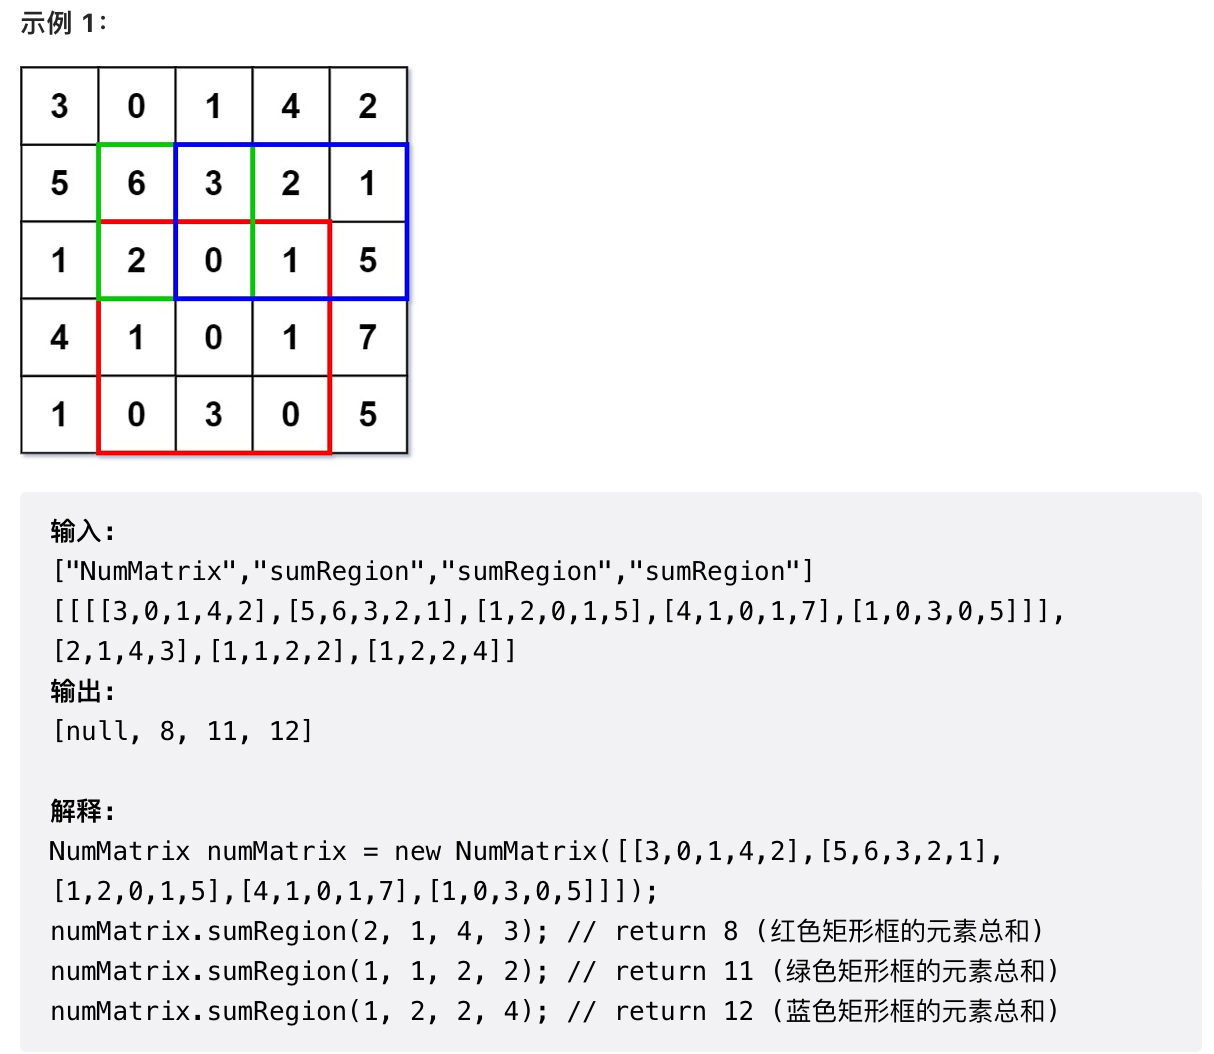 示例 1：
3 0 1 4 2
5 6 3 2 1
1 2 0 1 5
4 1 0 1 7
1 0 3 0 5
输入:
["NumMatrix","sumRegion","sumRegion","sumRegion"]
[[[[3,0,1,4,2],[5,6,3,2,1],[1,2,0,1,5],[4,1,0,1,7],[1,0,3,0,5]]],
[2,1,4,3],[1,1,2,2],[1,2,2,4]]
输出:
[null, 8, 11, 12]
解释:
NumMatrix numMatrix = new NumMatrix([[3,0,1,4,2],[5,6,3,2,1],
[1,2,0,1,5],[4,1,0,1,7],[1,0,3,0,5]]]);
numMatrix.sumRegion(2, 1, 4, 3); // return 8 (红色矩形框的元素总和)
numMatrix.sumRegion(1, 1, 2, 2); // return 11 (绿色矩形框的元素总和)
numMatrix.sumRegion(1, 2, 2, 4); // return 12 (蓝色矩形框的元素总和)